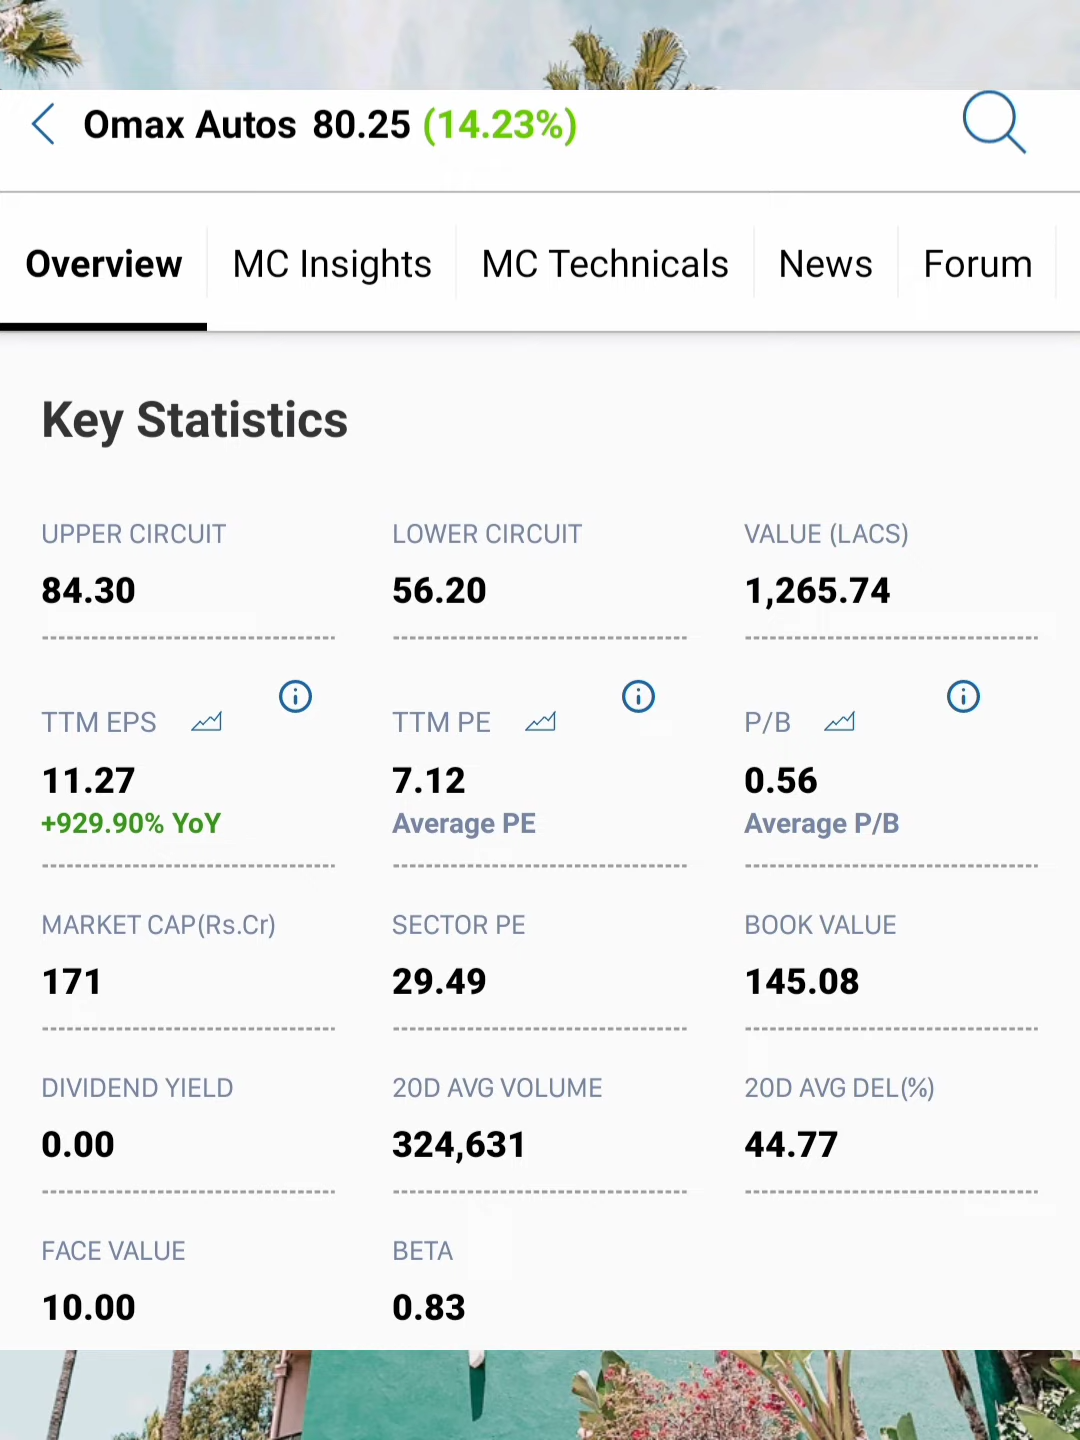 Omax Autos 80.25 (14.23%)
Overview MC Insights MC Technicals News Forum
Key Statistics
UPPER CIRCUIT LOWER CIRCUIT VALUE (LACS)
84.30 56.20 1,265.74
TTM EPS TTM PE P/B
11.27 7.12 0.56
+929.90% YoY Average PE Average P/B
MARKET CAP(Rs.Cr) SECTOR PE BOOK VALUE
171 29.49 145.08
DIVIDEND YIELD 20D AVG VOLUME 20D AVG DEL(%)
0.00 324,631 44.77
FACE VALUE BETA
10.00 0.83